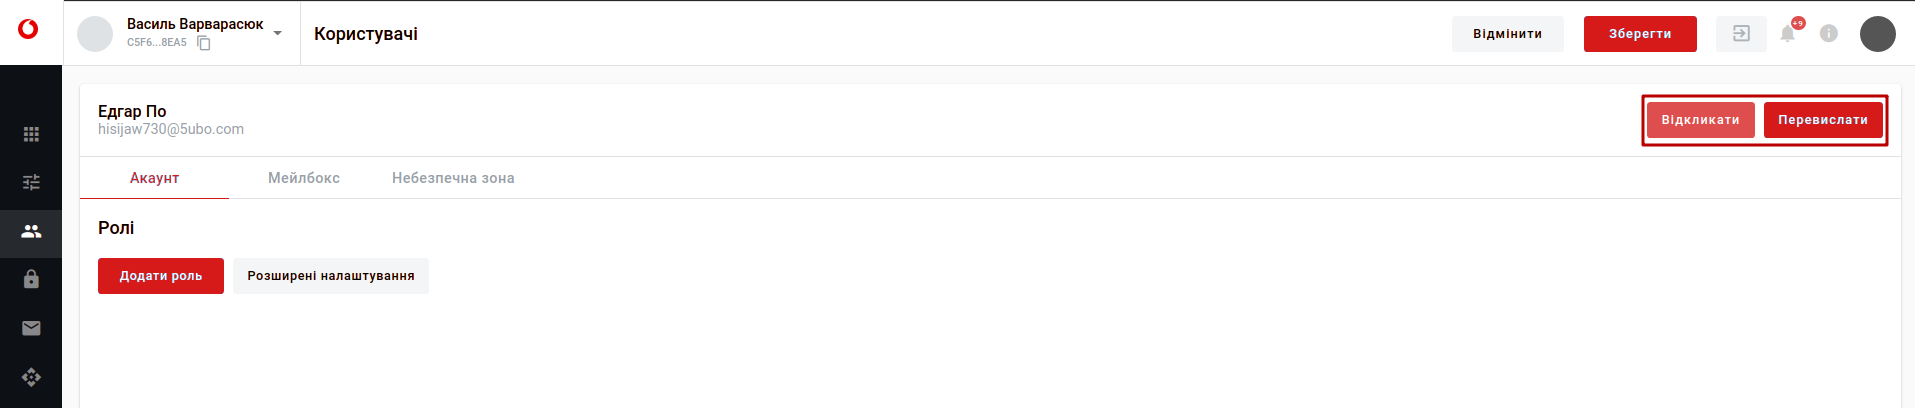 Василь Варварасюк
C5F6...8EA5
Користувачі
Відмінити
Зберегти
+9
Едгар По
hisijaw730@5ubo.com
Відкликати
Перевислати
Акаунт
Мейлбокс
Небезпечна зона
Ролі
Додати роль
Розширені налаштування